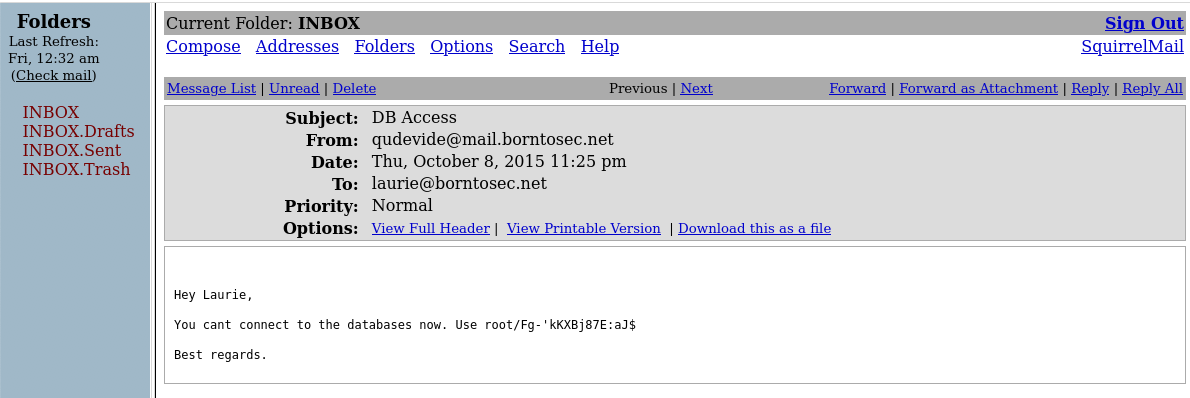 Folders
Last Refresh:
Fri, 12:32 am
(Check mail)
INBOX
INBOX.Drafts
INBOX.Sent
INBOX.Trash
Current Folder: INBOX Sign Out
Compose Addresses Folders Options Search Help SquirrelMail
Message List | Unread | Delete Previous | Next Forward | Forward as Attachment | Reply | Reply All
Subject: DB Access
From: qudevide@mail.borntosec.net
Date: Thu, October 8, 2015 11:25 pm
To: laurie@borntosec.net
Priority: Normal
Options: View Full Header | View Printable Version | Download this as a file
Hey Laurie,
You cant connect to the databases now. Use root/Fg-'kKXBj87E:aJ$
Best regards.